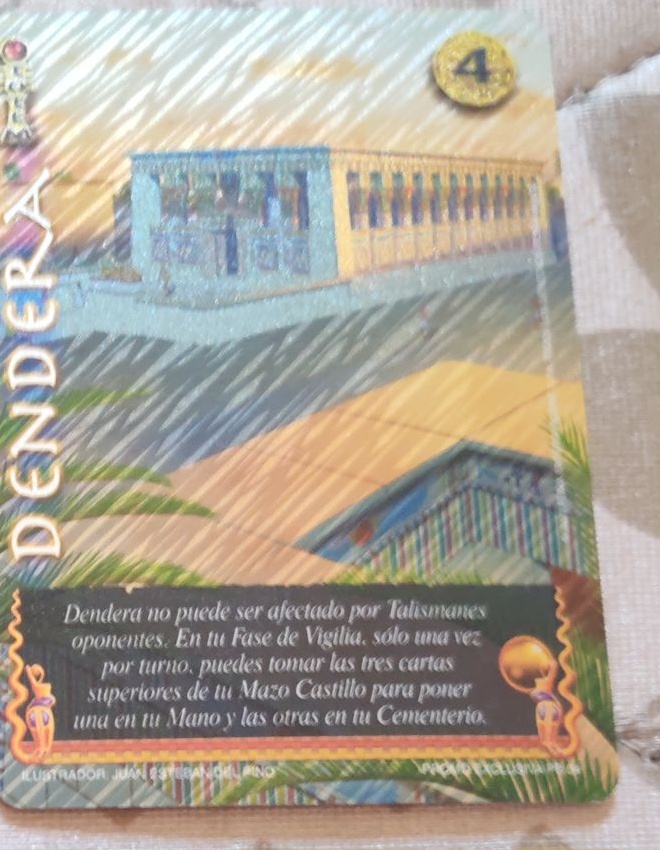 4
DENDERA
Dendera no puede ser afectado por Talismanes
oponentes. En tu Fase de Vigilia, sólo una vez
por turno, puedes tomar las tres cartas
superiores de tu Mazo Castillo para poner
una en tu Mano y las otras en tu Cementerio.
ILUSTRADOR: JUAN ESTEBAN DEL PINO
PROMO EXCLUSIVA